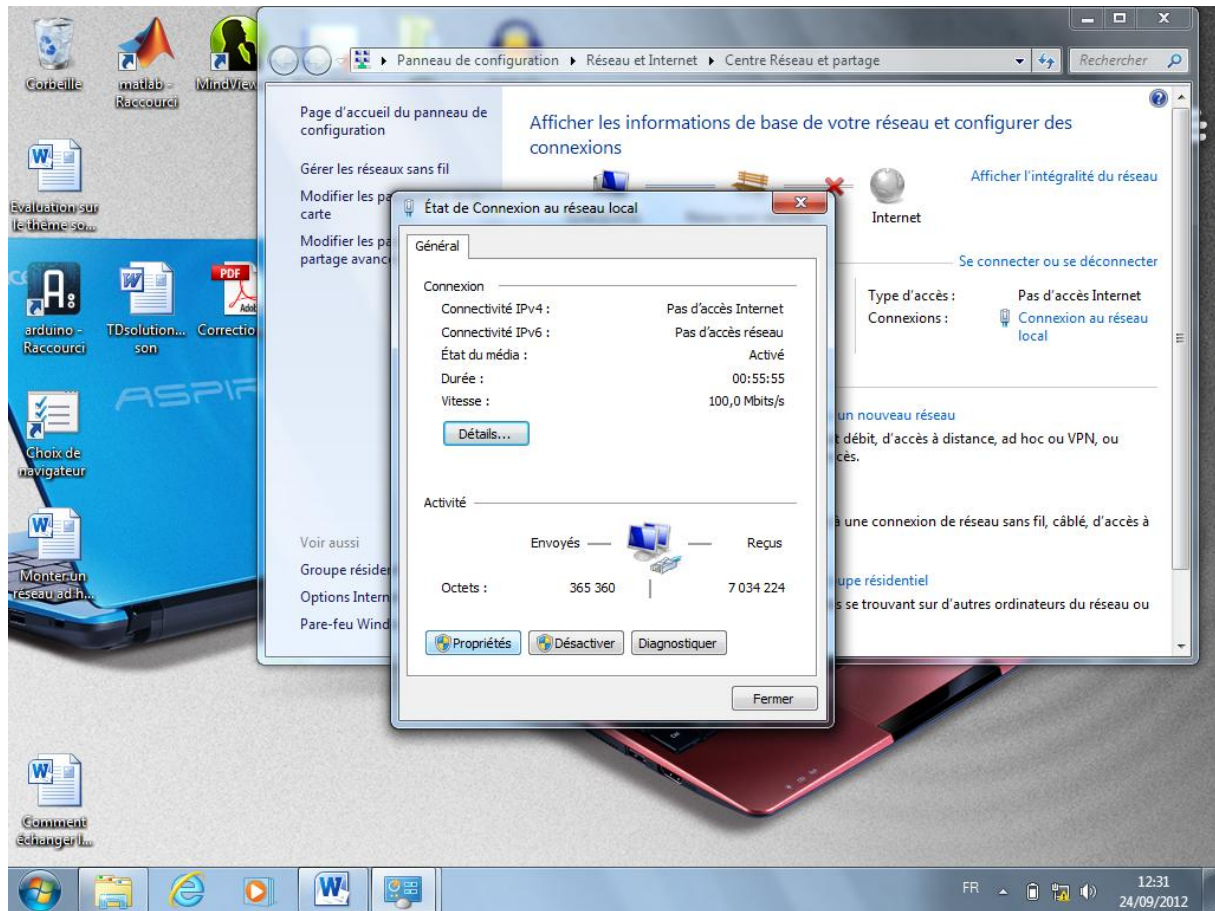 Corbeille
matlab -
Raccourci
MindView
Evaluation sur
le thème so...
arduino -
Raccourci
TDsolution...
son
PDF
Adob
Correctio
ASPIR
Choix de
navigateur
Monter un
réseau ad h...
Comment
échanger l...
Panneau de configuration
Réseau et Internet
Centre Réseau et partage
Rechercher
Page d'accueil du panneau de
configuration
Gérer les réseaux sans fil
Modifier les pa
carte
Modifier les pa
partage avanc
Voir aussi
Groupe résiden
Options Intern
Pare-feu Wind
Afficher les informations de base de votre réseau et configurer des
connexions
Afficher l'intégralité du réseau
Internet
Se connecter ou se déconnecter
Type d'accès : Pas d'accès Internet
Connexions : Connexion au réseau
local
un nouveau réseau
t débit, d'accès à distance, ad hoc ou VPN, ou
cès.
à une connexion de réseau sans fil, câblé, d'accès à
upe résidentiel
s se trouvant sur d'autres ordinateurs du réseau ou
État de Connexion au réseau local
Général
Connexion
Connectivité IPv4 : Pas d'accès Internet
Connectivité IPv6 : Pas d'accès réseau
État du média : Activé
Durée : 00:55:55
Vitesse : 100,0 Mbits/s
Détails...
Activité
Envoyés
Reçus
Octets : 365 360 7 034 224
Propriétés
Désactiver
Diagnostiquer
Fermer
FR
12:31
24/09/2012